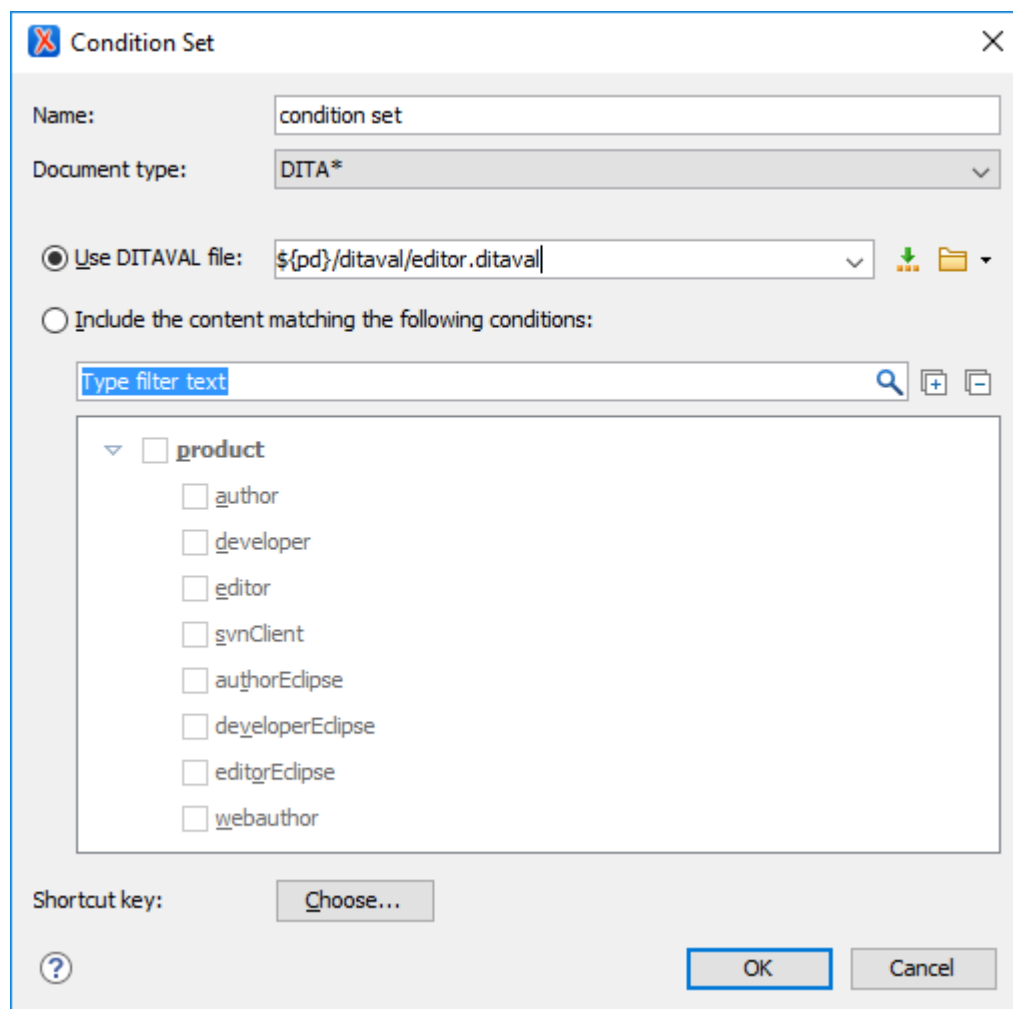 Condition Set
Name: condition set
Document type: DITA*
Use DITAVAL file: ${pd}/ditaval/editor.ditaval
Include the content matching the following conditions:
Type filter text
product
author
developer
editor
svnClient
authorEclipse
developerEclipse
editorEclipse
webauthor
Shortcut key: Choose...
? OK Cancel